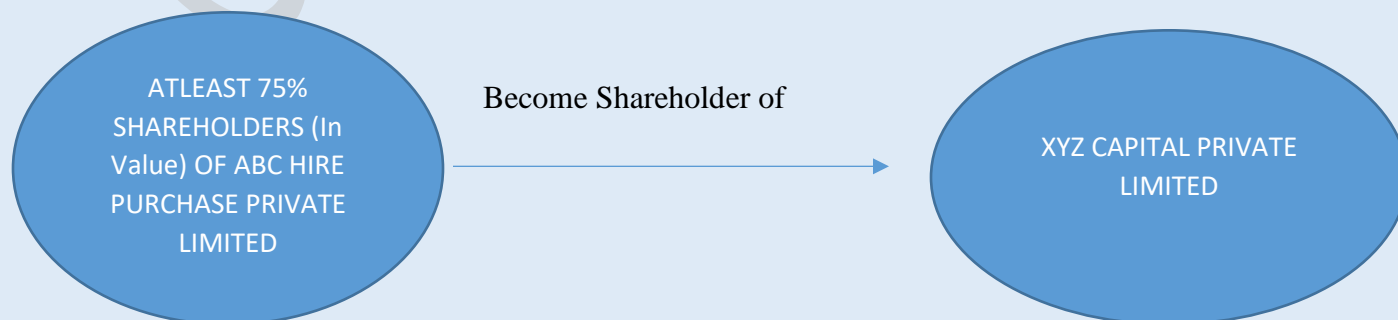 ATLEAST 75%
SHAREHOLDERS (In
Value) OF ABC HIRE
PURCHASE PRIVATE
LIMITED
Become Shareholder of
XYZ CAPITAL PRIVATE
LIMITED